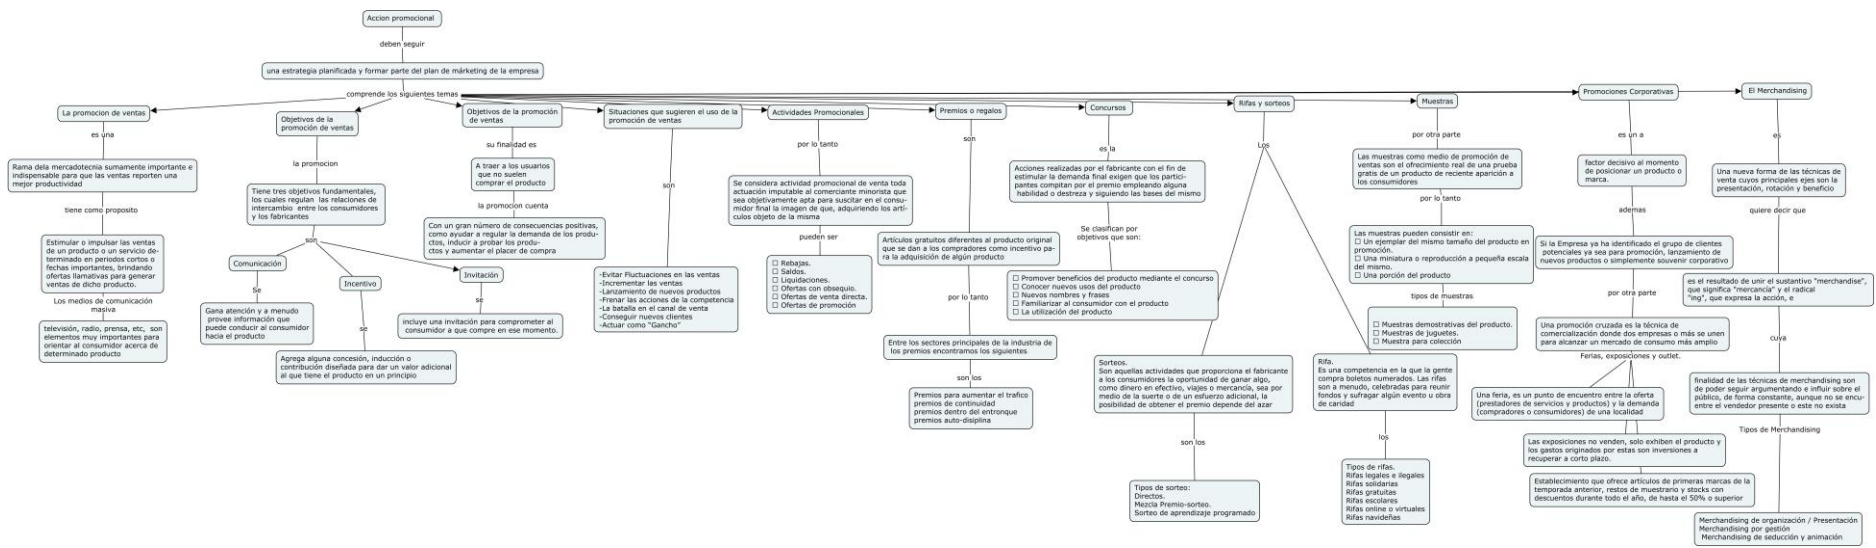 Accion promocional
deben seguir
una estrategia planificada y formar parte del plan de márketing de la empresa
comprende los siguientes temas
La promocion de ventas
es una
Rama dela mercadotecnia sumamente importante e
indispensable para que las ventas reporten una
mejor productividad
tiene como proposito
Estimular o impulsar las ventas
de un producto o un servicio de-
terminado en periodos cortos o
fechas importantes, brindando
ofertas llamativas para generar
ventas de dicho producto.
Los medios de comunicación
masiva
televisión, radio, prensa, etc, son
elementos muy importantes para
orientar al consumidor acerca de
determinado producto
Objetivos de la
promoción de ventas
la promocion
Tiene tres objetivos fundamentales,
los cuales regulan las relaciones de
intercambio entre los consumidores
y los fabricantes
son
Comunicación
Se
Gana atención y a menudo
provee información que
puede conducir al consumidor
hacia el producto
Incentivo
se
Agrega alguna concesión, inducción o
contribución diseñada para dar un valor adicional
al que tiene el producto en un principio
Invitación
se
incluye una invitación para comprometer al
consumidor a que compre en ese momento.
Objetivos de la promoción
de ventas
su finalidad es
A traer a los usuarios
que no suelen
comprar el producto
la promocion cuenta
Con un gran número de consecuencias positivas,
como ayudar a regular la demanda de los produ-
ctos, inducir a probar los produ-
ctos y aumentar el placer de compra
Situaciones que sugieren el uso de la
promoción de ventas
son
-Evitar Fluctuaciones en las ventas
-Incrementar las ventas
-Lanzamiento de nuevos productos
-Frenar las acciones de la competencia
-La batalla en el canal de venta
-Conseguir nuevos clientes
-Actuar como "Gancho"
Actividades Promocionales
por lo tanto
Se considera actividad promocional de venta toda
actuación imputable al comerciante minorista que
sea objetivamente apta para suscitar en el consu-
midor final la imagen de que, adquiriendo los artí-
culos objeto de la misma
pueden ser
□ Rebajas.
□ Saldos.
□ Liquidaciones.
□ Ofertas con obsequio.
□ Ofertas de venta directa.
□ Ofertas de promoción
Premios o regalos
son
Artículos gratuitos diferentes al producto original
que se dan a los compradores como incentivo pa-
ra la adquisición de algún producto
por lo tanto
Entre los sectores principales de la industria de
los premios encontramos los siguientes
son los
Premios para aumentar el trafico
premios de continuidad
premios dentro del entronque
premios auto-disiplina
Concursos
es la
Acciones realizadas por el fabricante con el fin de
estimular la demanda final exigen que los partici-
pantes compitan por el premio empleando alguna
habilidad o destreza y siguiendo las bases del mismo
Se clasifican por
objetivos que son:
□ Promover beneficios del producto mediante el concurso
□ Conocer nuevos usos del producto
□ Nuevos nombres y frases
□ Familiarizar al consumidor con el producto
□ La utilización del producto
Rifas y sorteos
Los
Sorteos.
Son aquellas actividades que proporciona el fabricante
a los consumidores la oportunidad de ganar algo,
como dinero en efectivo, viajes o mercancía, sea por
medio de la suerte o de un esfuerzo adicional, la
posibilidad de obtener el premio depende del azar
son los
Tipos de sorteo:
Directos.
Mezcla Premio-sorteo.
Sorteo de aprendizaje programado
Rifa.
Es una competencia en la que la gente
compra boletos numerados. Las rifas
son a menudo, celebradas para reunir
fondos y sufragar algún evento u obra
de caridad
los
Tipos de rifas.
Rifas legales e ilegales
Rifas solidarias
Rifas gratuitas
Rifas escolares
Rifas online o virtuales
Rifas navideñas
Muestras
por otra parte
Las muestras como medio de promoción de
ventas son el ofrecimiento real de una prueba
gratis de un producto de reciente aparición a
los consumidores
por lo tanto
Las muestras pueden consistir en:
□ Un ejemplar del mismo tamaño del producto en
promoción.
□ Una miniatura o reproducción a pequeña escala
del mismo.
□ Una porción del producto
tipos de muestras
□ Muestras demostrativas del producto.
□ Muestras de juguetes.
□ Muestra para colección
Promociones Corporativas
es un a
factor decisivo al momento
de posicionar un producto o
marca.
ademas
Si la Empresa ya ha identificado el grupo de clientes
potenciales ya sea para promoción, lanzamiento de
nuevos productos o simplemente souvenir corporativo
por otra parte
Una promoción cruzada es la técnica de
comercialización donde dos empresas o más se unen
para alcanzar un mercado de consumo más amplio
Ferias, exposiciones y outlet.
Una feria, es un punto de encuentro entre la oferta
(prestadores de servicios y productos) y la demanda
(compradores o consumidores) de una localidad
Las exposiciones no venden, solo exhiben el producto y
los gastos originados por estas son inversiones a
recuperar a corto plazo.
Establecimiento que ofrece artículos de primeras marcas de la
temporada anterior, restos de muestrario y stocks con
descuentos durante todo el año, de hasta el 50% o superior
El Merchandising
es
Una nueva forma de las técnicas de
venta cuyos principales ejes son la
presentación, rotación y beneficio
quiere decir que
es el resultado de unir el sustantivo "merchandise",
que significa "mercancía" y el radical
"ing", que expresa la acción, e
cuya
finalidad de las técnicas de merchandising son
de poder seguir argumentando e influir sobre el
público, de forma constante, aunque no se encu-
entre el vendedor presente o este no exista
Tipos de Merchandising
Merchandising de organización / Presentación
Merchandising por gestión
Merchandising de seducción y animación